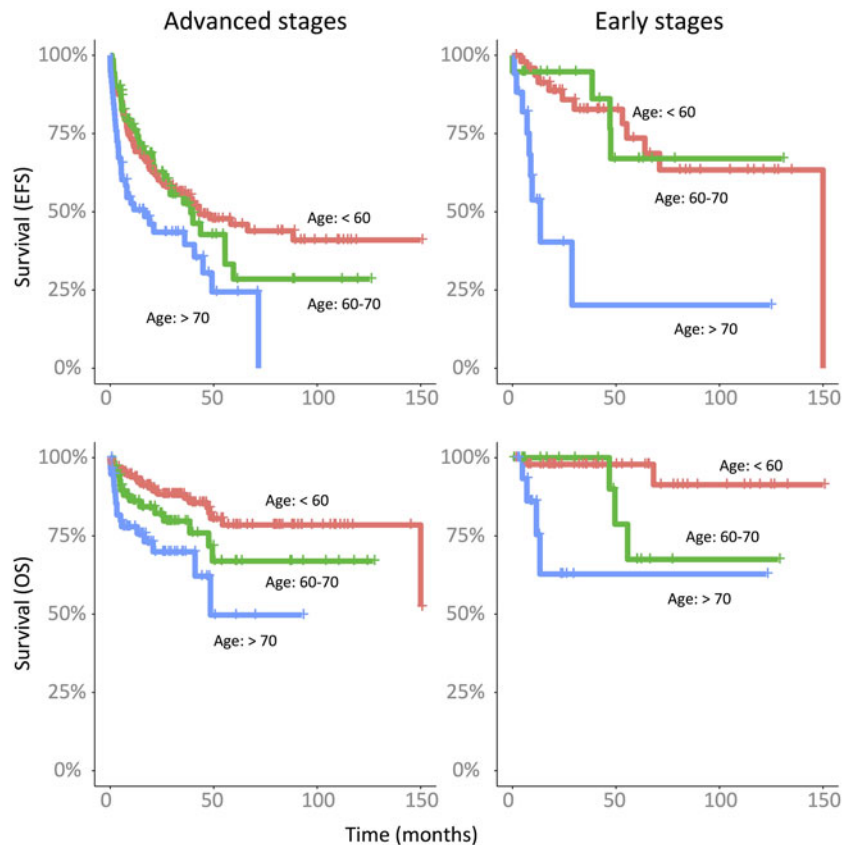 Advanced stages
Early stages
Survival (EFS)
100%
75%
50%
25%
0%
Age: < 60
Age: 60-70
Age: > 70
0 50 100 150
100%
75%
50%
25%
0%
Age: < 60
Age: 60-70
Age: > 70
0 50 100 150
Survival (OS)
100%
75%
50%
25%
0%
Age: < 60
Age: 60-70
Age: > 70
0 50 100 150
100%
75%
50%
25%
0%
Age: < 60
Age: 60-70
Age: > 70
0 50 100 150
Time (months)